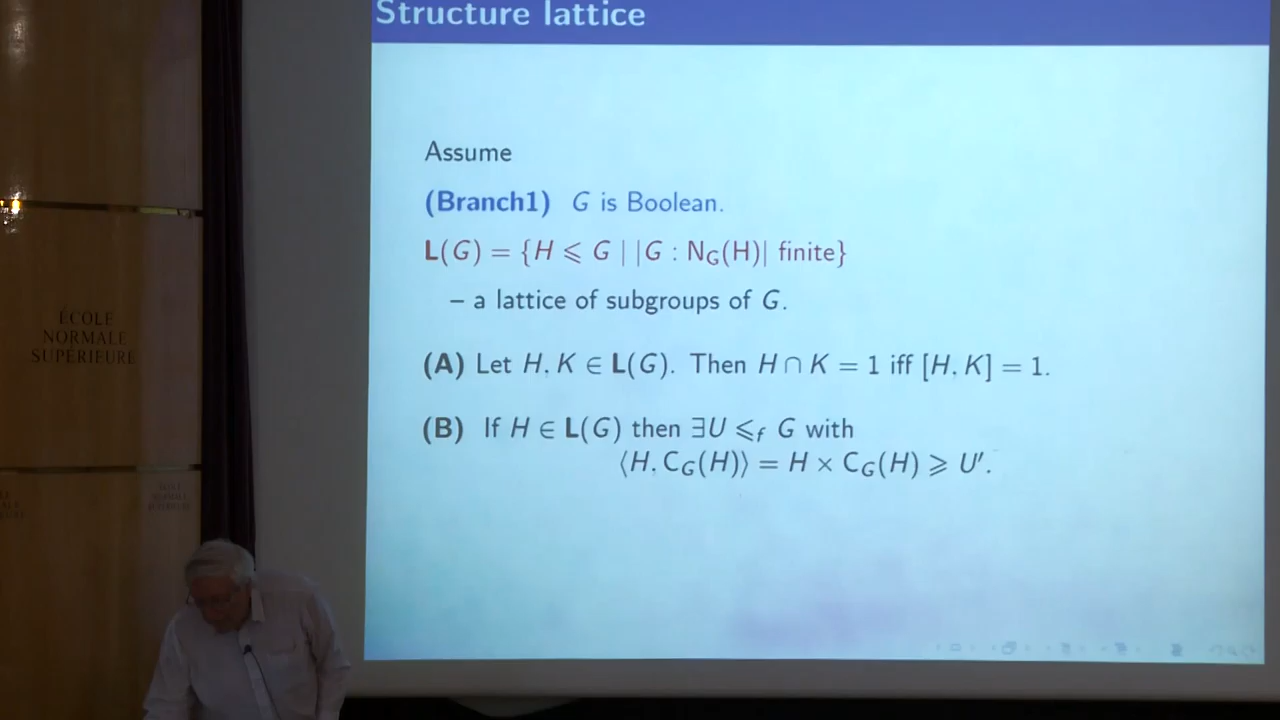 Structure lattice
Assume
(Branch1) G is Boolean.
L(G) = {H ⩽ G | |G : N_G(H)| finite}
– a lattice of subgroups of G.
(A) Let H, K ∈ L(G). Then H ∩ K = 1 iff [H, K] = 1.
(B) If H ∈ L(G) then ∃U ⩽_f G with
⟨H, C_G(H)⟩ = H × C_G(H) ⩾ U′.
ÉCOLE
NORMALE
SUPÉRIEURE